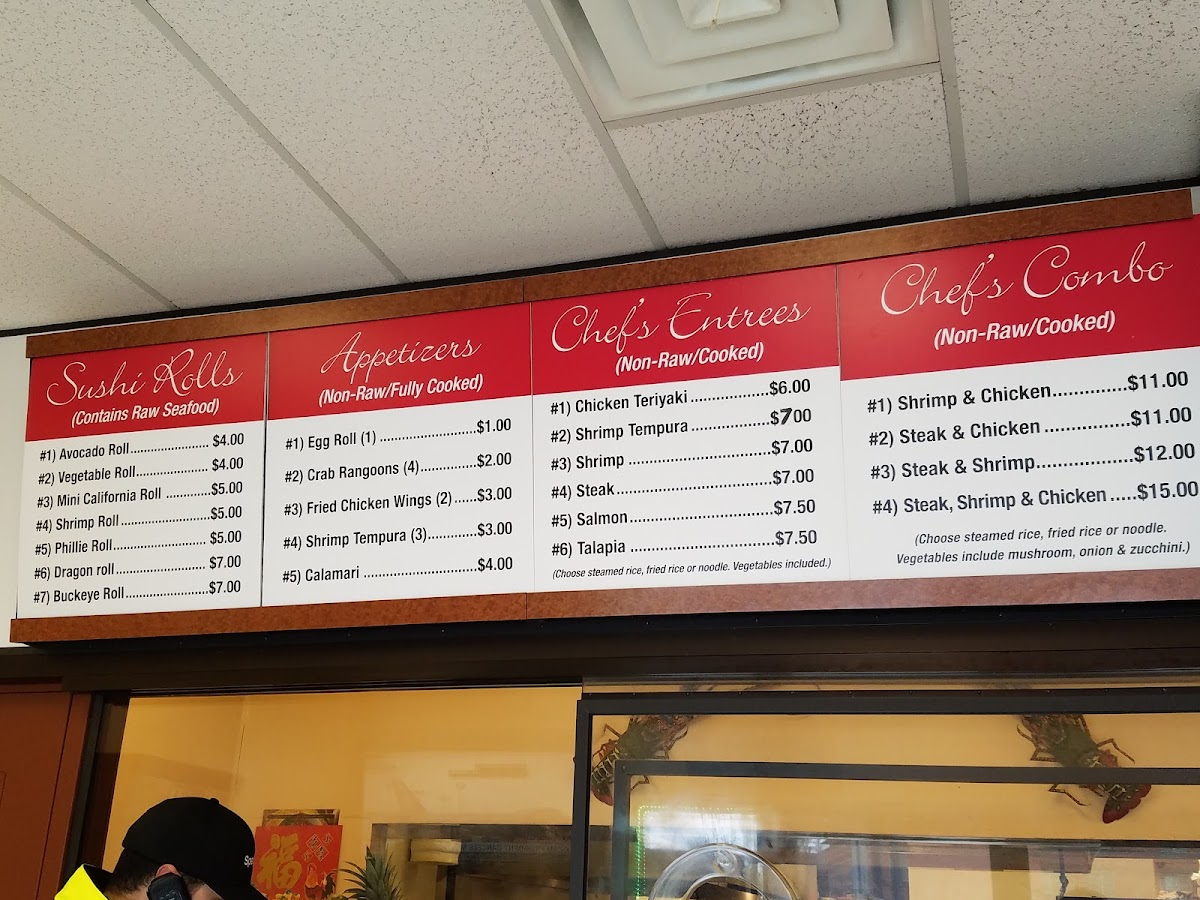 Sushi Rolls
(Contains Raw Seafood)
#1) Avocado Roll....................... $4.00
#2) Vegetable Roll..................... $4.00
#3) Mini California Roll .............$5.00
#4) Shrimp Roll..........................$5.00
#5) Phillie Roll........................... $5.00
#6) Dragon roll.......................... $7.00
#7) Buckeye Roll........................$7.00
Appetizers
(Non-Raw/Fully Cooked)
#1) Egg Roll (1) .........................$1.00
#2) Crab Rangoons (4)..............$2.00
#3) Fried Chicken Wings (2)......$3.00
#4) Shrimp Tempura (3).............$3.00
#5) Calamari .............................$4.00
Chef's Entrees
(Non-Raw/Cooked)
#1) Chicken Teriyaki..................$6.00
#2) Shrimp Tempura..................$700
#3) Shrimp .................................$7.00
#4) Steak....................................$7.00
#5) Salmon.................................$7.50
#6) Talapia .................................$7.50
(Choose steamed rice, fried rice or noodle. Vegetables included.)
Chef's Combo
(Non-Raw/Cooked)
#1) Shrimp & Chicken.............$11.00
#2) Steak & Chicken ...............$11.00
#3) Steak & Shrimp.................$12.00
#4) Steak, Shrimp & Chicken .....$15.00
(Choose steamed rice, fried rice or noodle.
Vegetables include mushroom, onion & zucchini.)
福